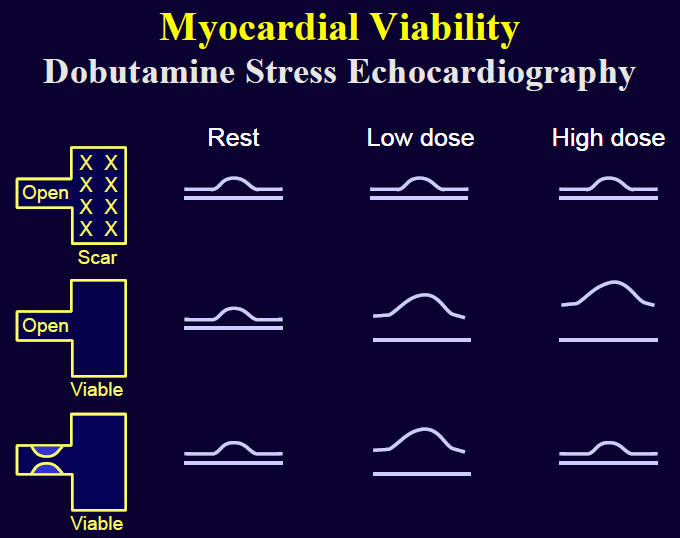 Myocardial Viability
Dobutamine Stress Echocardiography
Rest Low dose High dose
X X
Open X X
X X
X X
Scar
Open
Viable
Viable